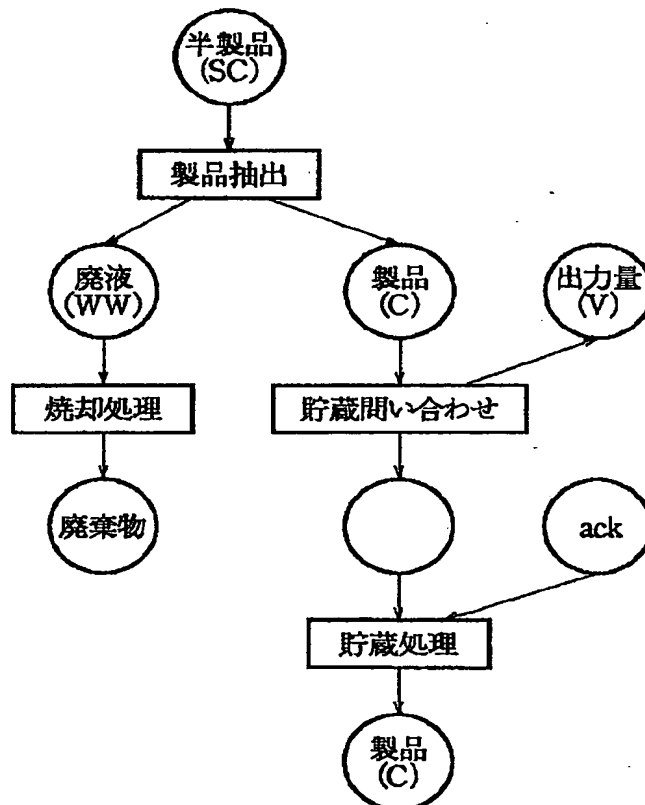 半製品
(SC)
製品抽出
廃液
(WW)
製品
(C)
出力量
(V)
焼却処理
貯蔵問い合わせ
廃棄物
ack
貯蔵処理
製品
(C)